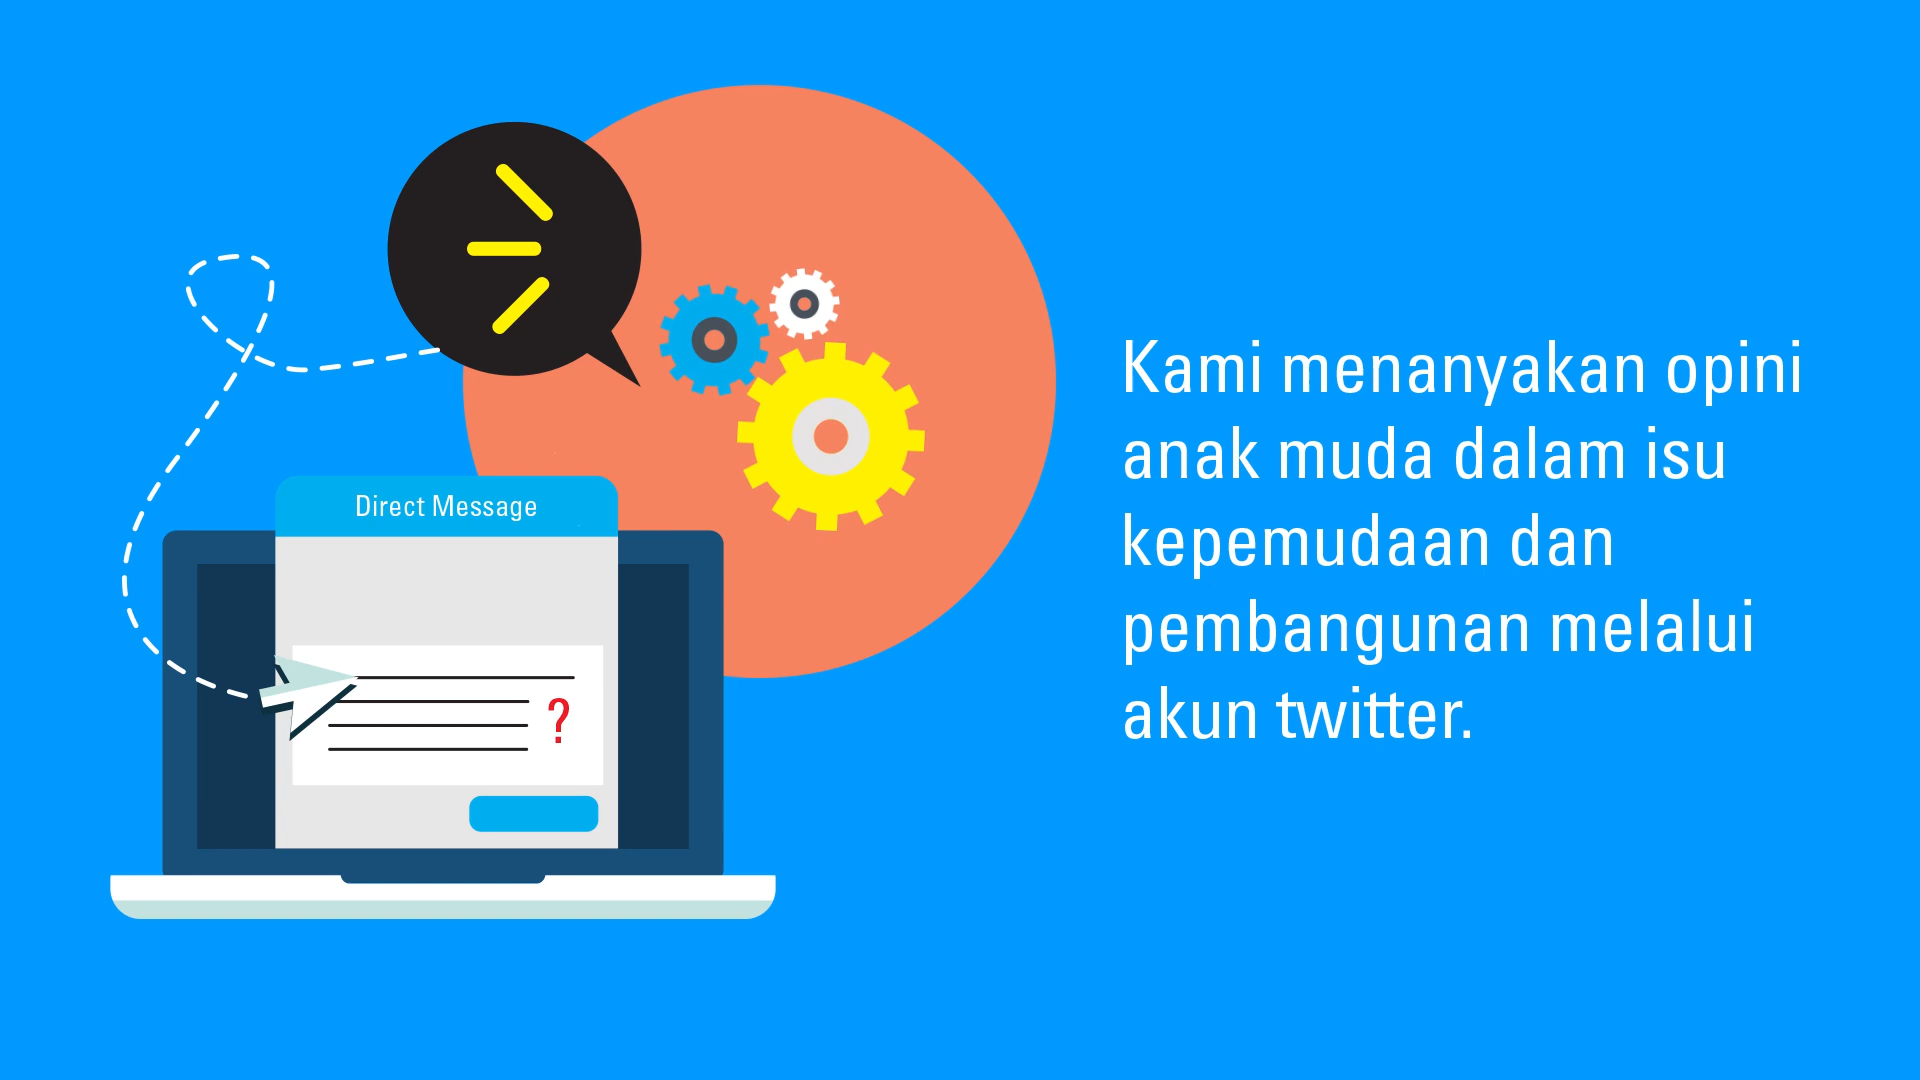 Direct Message
?
Kami menanyakan opini
anak muda dalam isu
kepemudaan dan
pembangunan melalui
akun twitter.